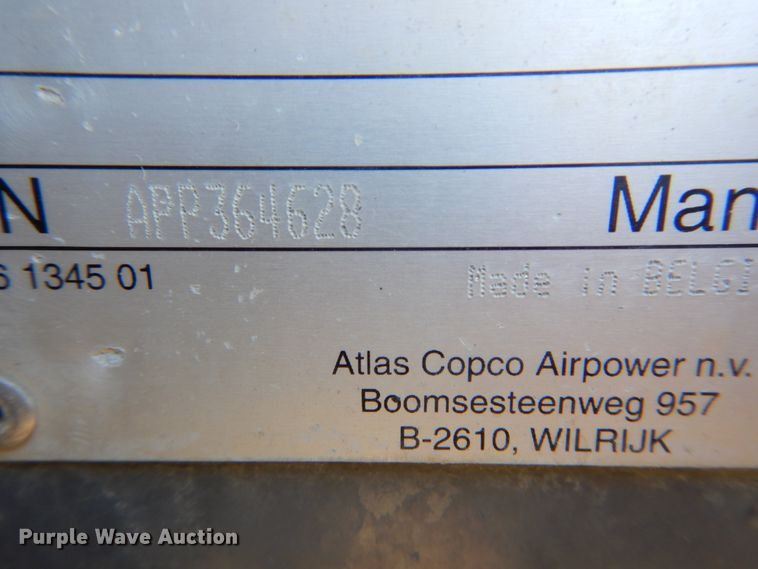 N APP364628 Man
6 1345 01 Made in BELGI
Atlas Copco Airpower n.v.
Boomsesteenweg 957
B-2610, WILRIJK
Purple Wave Auction